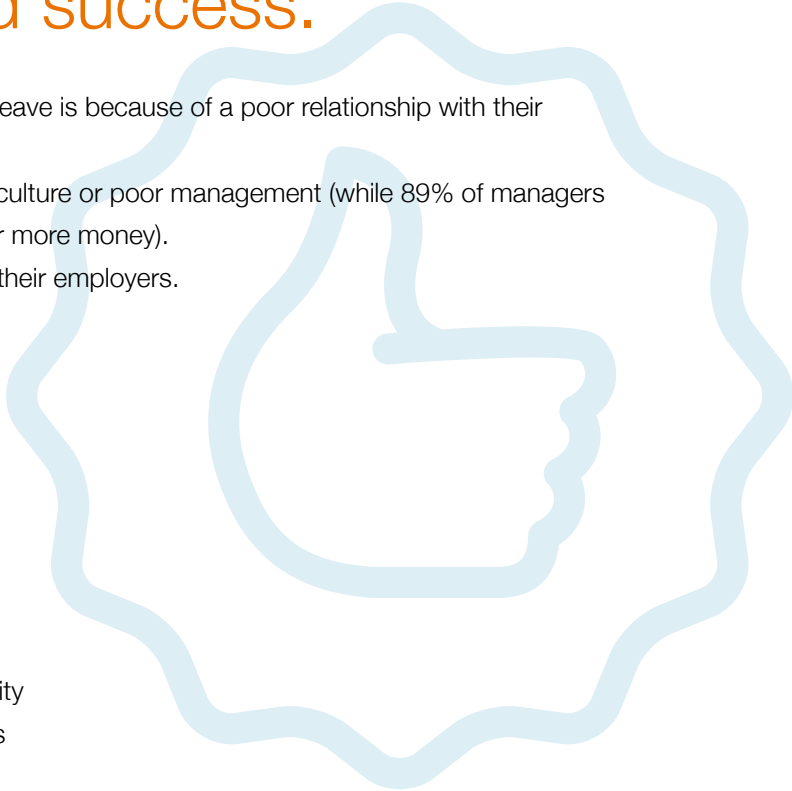 d success.
eave is because of a poor relationship with their
culture or poor management (while 89% of managers
r more money).
their employers.
ity
s